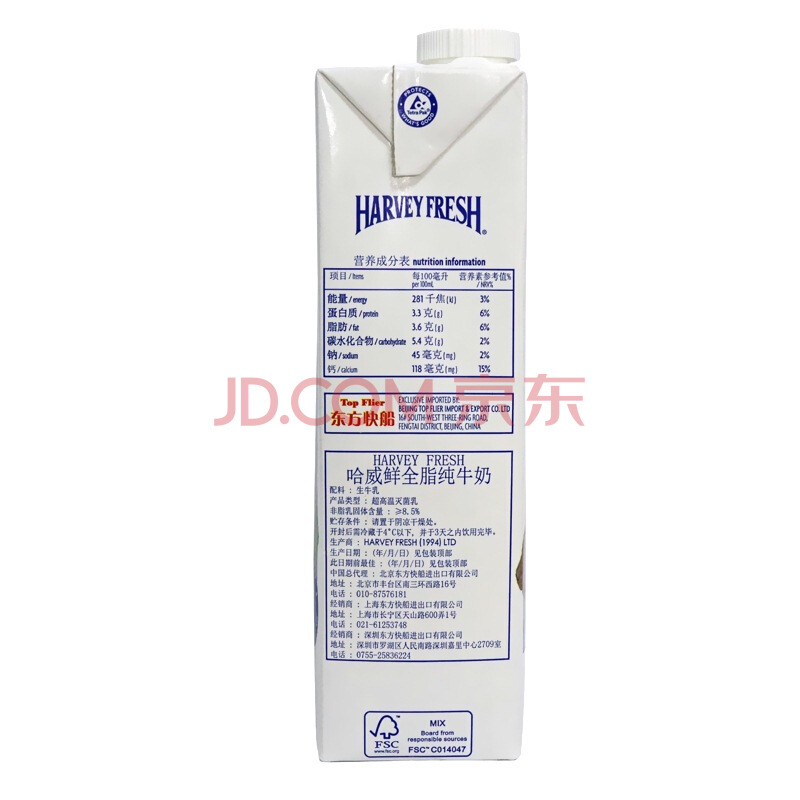 PROTECTS
Tetra Pak
WHAT'S GOOD
HARVEY FRESH®
营养成分表 nutrition information
项目 / Items 每100毫升 per 100mL 营养素参考值% / NRV%
能量 / energy 281 千焦(kJ) 3%
蛋白质 / protein 3.3 克(g) 6%
脂肪 / fat 3.6 克(g) 6%
碳水化合物 / carbohydrate 5.4 克(g) 2%
钠 / sodium 45 毫克(mg) 2%
钙 / calcium 118 毫克(mg) 15%
JD.COM 京东
Top Flier
东方快船
EXCLUSIVE IMPORTED BY:
BEIJING TOP FLIER IMPORT & EXPORT CO. LTD
16# SOUTH-WEST THREE-RING ROAD,
FENGTAI DISTRICT, BEIJING, CHINA
HARVEY FRESH
哈威鲜全脂纯牛奶
配料：生牛乳
产品类型：超高温灭菌乳
非脂乳固体含量：≥8.5%
贮存条件：请置于阴凉干燥处。
开封后需冷藏于4°C以下，并于3天之内饮用完毕。
生产商：HARVEY FRESH (1994) LTD
生产日期：(年/月/日) 见包装顶部
此日期前最佳：(年/月/日) 见包装顶部
中国总代理：北京东方快船进出口有限公司
地址：北京市丰台区南三环西路16号
电话：010-87576181
经销商：上海东方快船进出口有限公司
地址：上海市长宁区天山路600弄1号
电话：021-61253748
经销商：深圳东方快船进出口有限公司
地址：深圳市罗湖区人民南路深圳嘉里中心2709室
电话：0755-25836224
FSC
www.fsc.org
MIX
Board from
responsible sources
FSC™ C014047